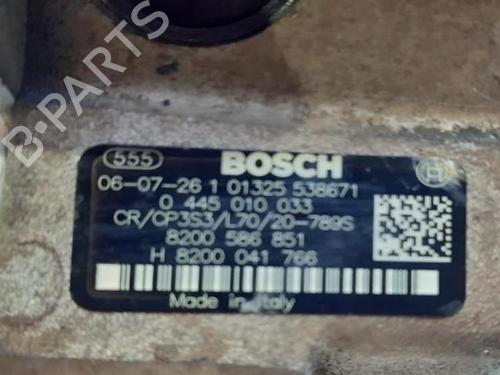 555 BOSCH
06-07-26 1 01325 538671
0 445 010 033
CR/CP3S3/L70/20-789S
8200 586 851
H 8200 041 766
Made in Italy
B-PARTS